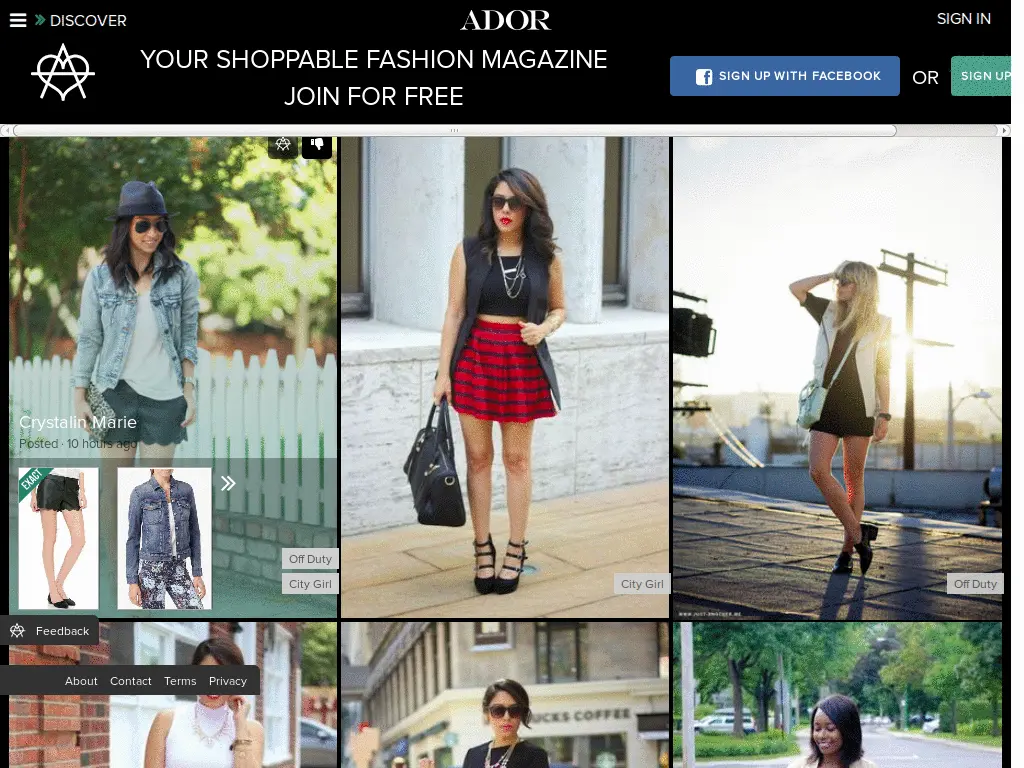 DISCOVER
ADOR
SIGN IN
YOUR SHOPPABLE FASHION MAGAZINE
JOIN FOR FREE
SIGN UP WITH FACEBOOK
OR
SIGN UP
Crystalin Marie
Posted · 10 hours ago
EXACT
Off Duty
City Girl
City Girl
Off Duty
Feedback
About Contact Terms Privacy
COFFEE